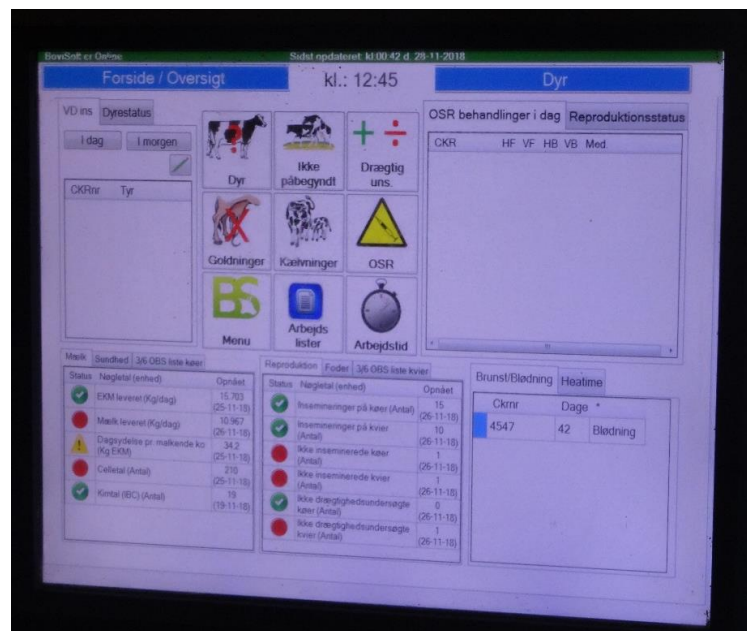 BoviSoft er Online
Sidst opdateret: kl:00:42 d. 28-11-2018
Forside / Oversigt
kl.: 12:45
Dyr
VD ins
Dyrestatus
I dag
I morgen
CKRnr Tyr
Dyr
Ikke
påbegyndt
Drægtig
uns.
Goldninger
Kælvninger
OSR
BS
Menu
Arbejds
lister
Arbejdstid
OSR behandlinger i dag
Reproduktionsstatus
CKR HF VF HB VB Med
Mælk Sundhed 3/6 OBS liste køer
Status Nøgletal (enhed) Opnået
EKM leveret (Kg/dag) 15.703
(25-11-18)
Mælk leveret (Kg/dag) 10.967
(26-11-18)
Dagsydelse pr. malkende ko
(Kg EKM) 34.2
(25-11-18)
Celletal (Antal) 210
(25-11-18)
Kimtal (IBC) (Antal) 19
(19-11-18)
Reproduktion Foder 3/6 OBS liste kvier
Status Nøgletal (enhed) Opnået
Insemineringer på køer (Antal) 15
(26-11-18)
Insemineringer på kvier
(Antal) 10
(26-11-18)
Ikke inseminerede køer
(Antal) 1
(26-11-18)
Ikke inseminerede kvier
(Antal) 1
(26-11-18)
Ikke drægtighedsundersøgte
køer (Antal) 0
(26-11-18)
Ikke drægtighedsundersøgte
kvier (Antal) 1
(26-11-18)
Brunst/Blødning Heatime
Ckrnr Dage
4547 42 Blødning